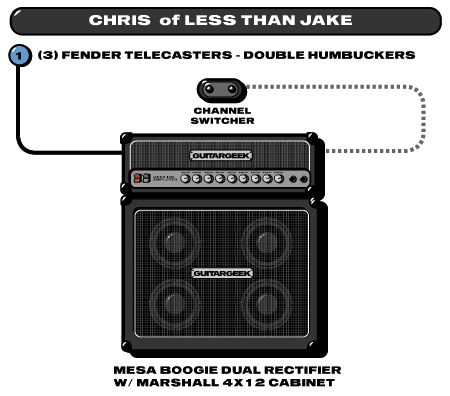 CHRIS of LESS THAN JAKE
1 (3) FENDER TELECASTERS - DOUBLE HUMBUCKERS
CHANNEL
SWITCHER
GUITARGEEK
GUITARGEEK
MESA BOOGIE DUAL RECTIFIER
W/ MARSHALL 4X12 CABINET